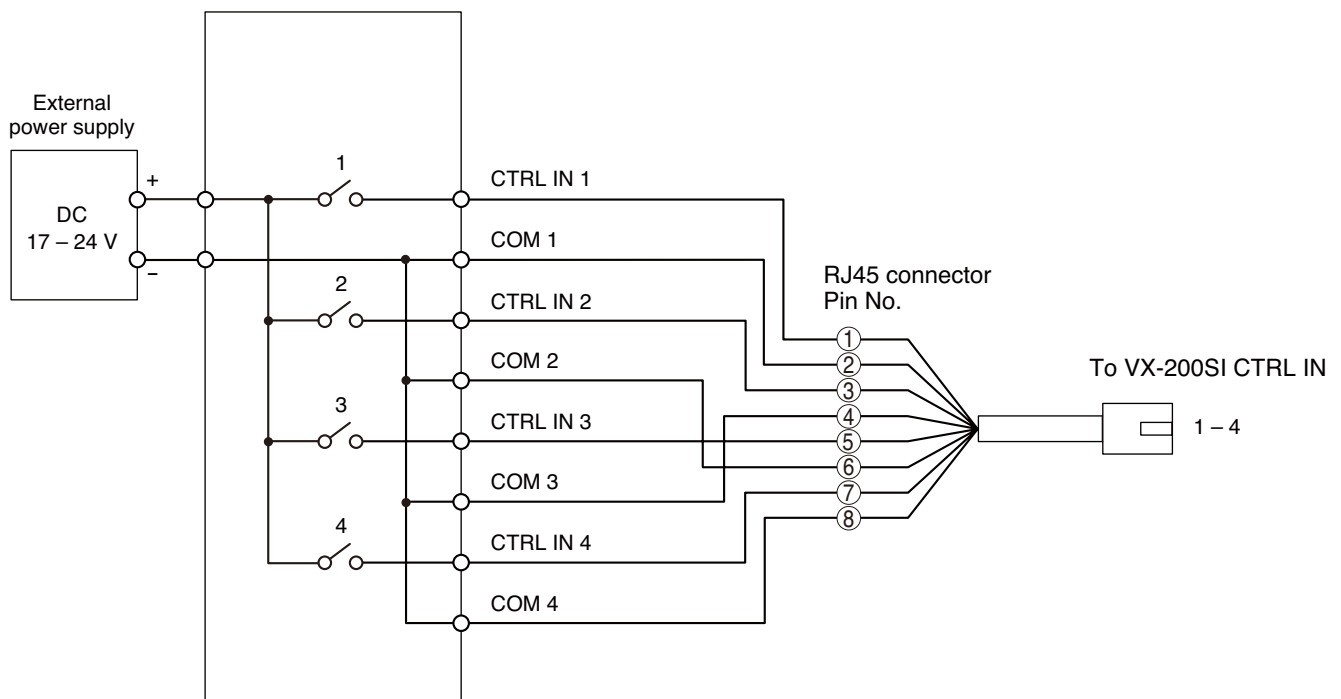 External
power supply
+
DC
17 – 24 V
–
1
2
3
4
CTRL IN 1
COM 1
CTRL IN 2
COM 2
CTRL IN 3
COM 3
CTRL IN 4
COM 4
RJ45 connector
Pin No.
1
2
3
4
5
6
7
8
To VX-200SI CTRL IN
1 – 4